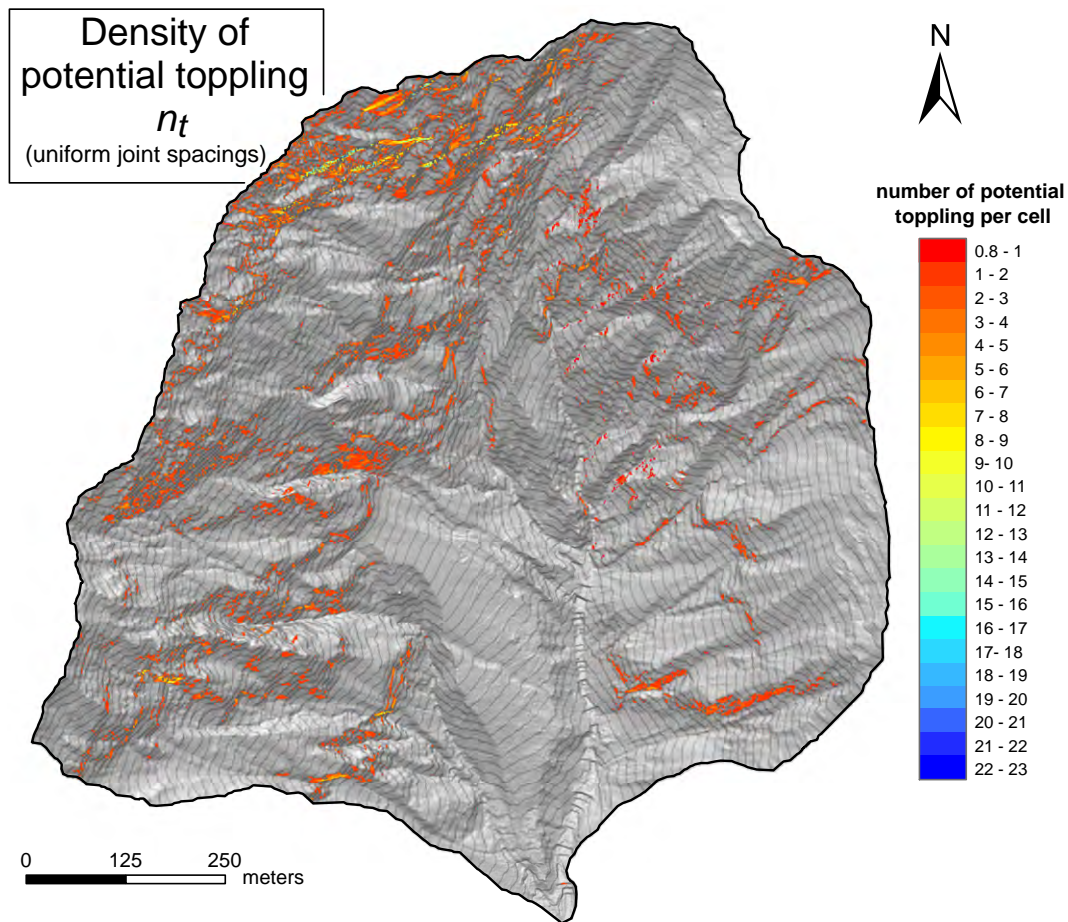 Density of
potential toppling
nt
(uniform joint spacings)
N
number of potential
toppling per cell
0.8 - 1
1 - 2
2 - 3
3 - 4
4 - 5
5 - 6
6 - 7
7 - 8
8 - 9
9- 10
10 - 11
11 - 12
12 - 13
13 - 14
14 - 15
15 - 16
16 - 17
17- 18
18 - 19
19 - 20
20 - 21
21 - 22
22 - 23
0 125 250
meters